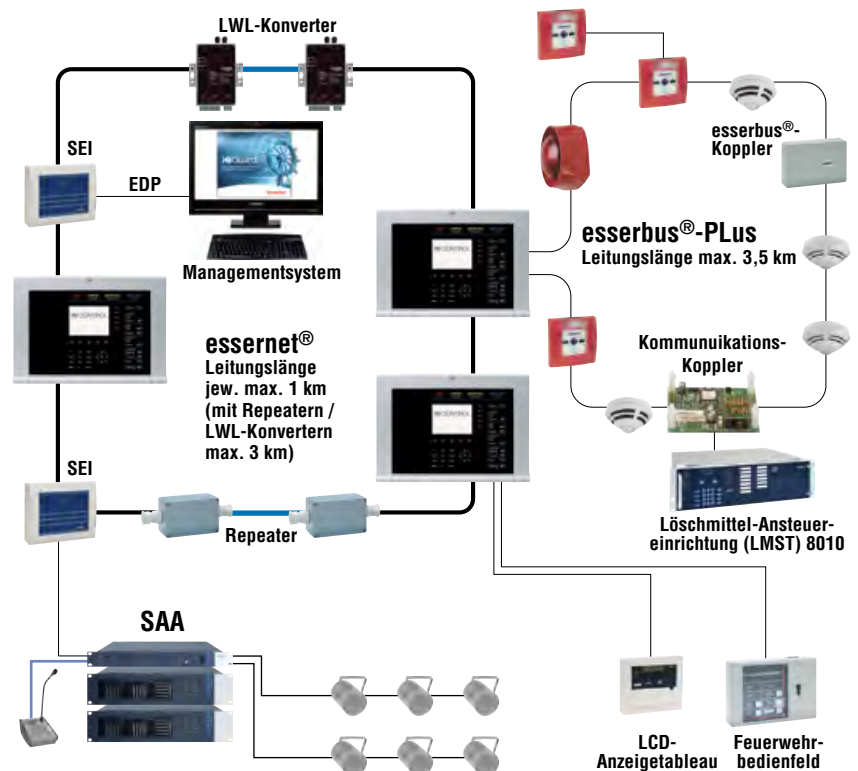 LWL-Konverter
SEI
EDP
Managementsystem
esserbus®-
Koppler
esserbus®-PLus
Leitungslänge max. 3,5 km
essernet®
Leitungslänge
jew. max. 1 km
(mit Repeatern /
LWL-Konvertern
max. 3 km)
Kommunuikations-
Koppler
SEI
Repeater
Löschmittel-Ansteuer-
einrichtung (LMST) 8010
SAA
LCD-
Anzeigetableau
Feuerwehr-
bedienfeld